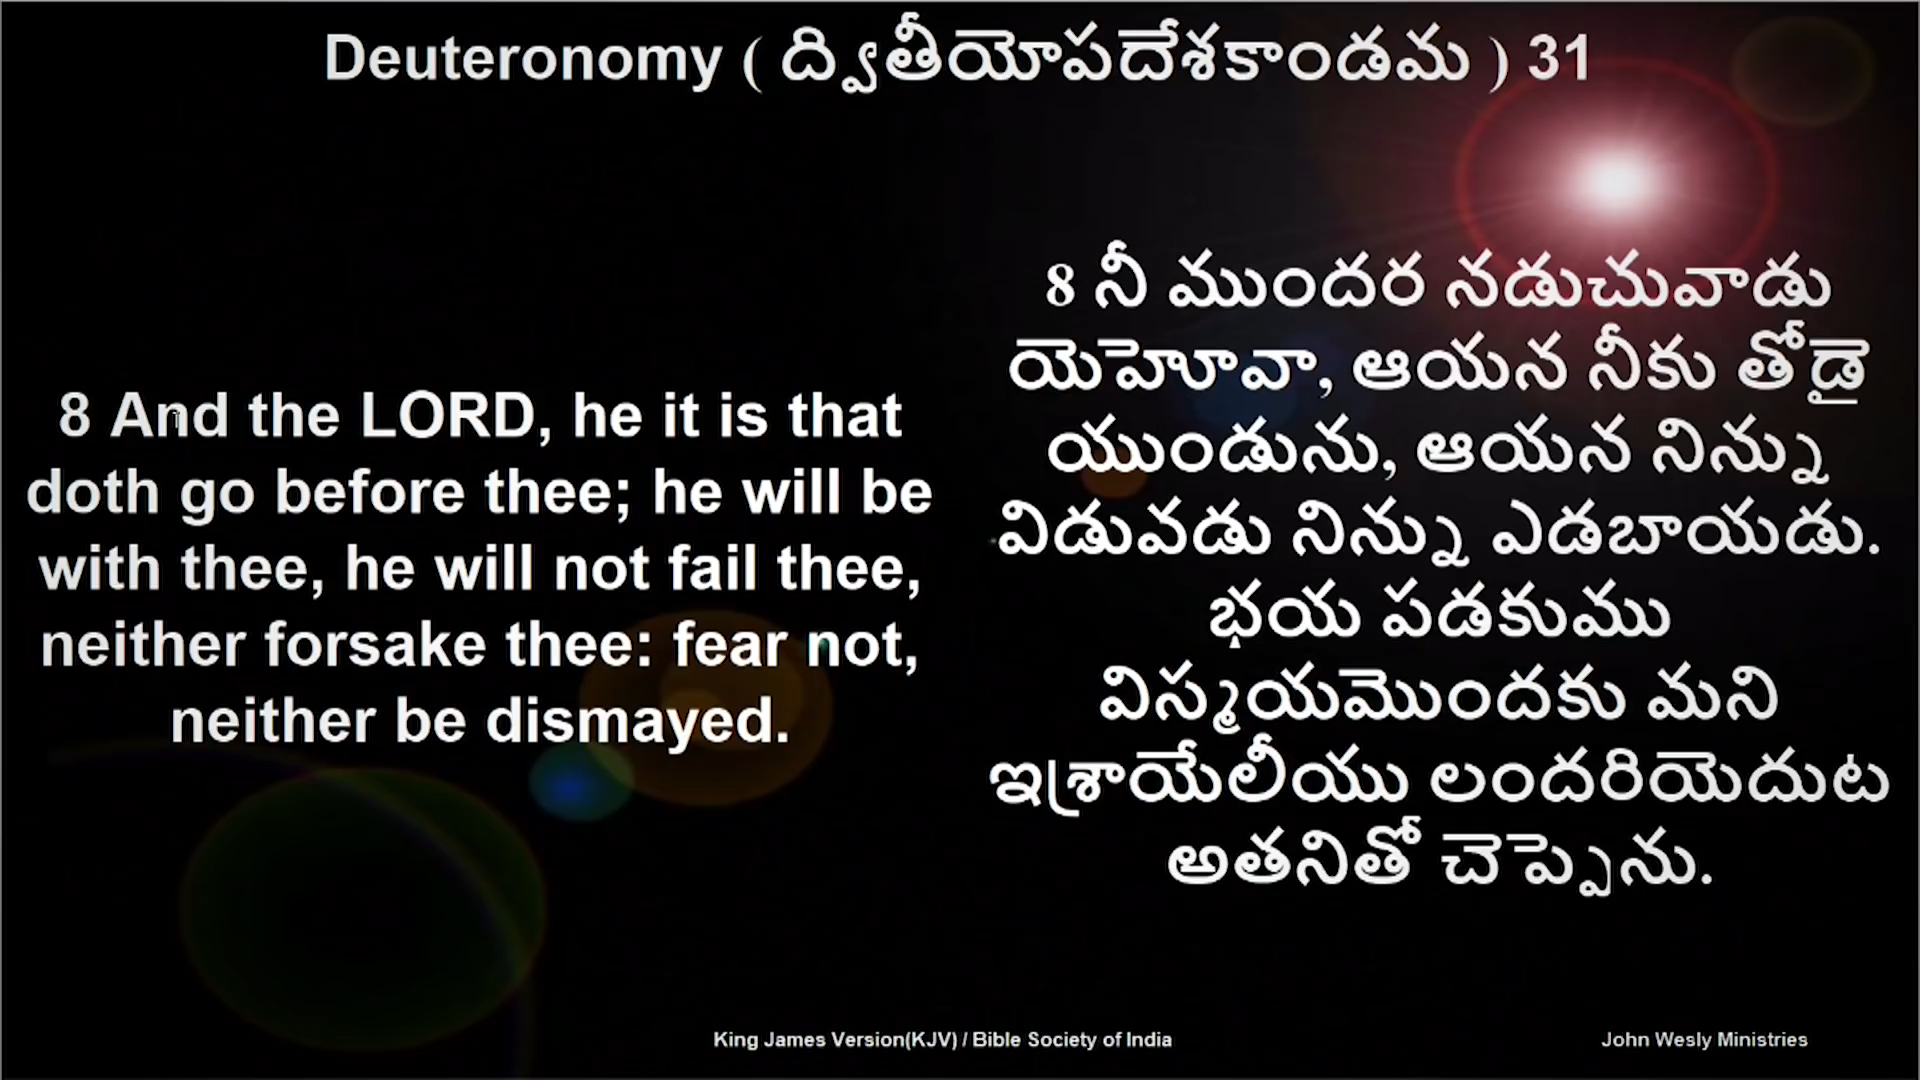 Deuteronomy ( ద్వితీయోపదేశకాండమ ) 31
8 And the LORD, he it is that
doth go before thee; he will be
with thee, he will not fail thee,
neither forsake thee: fear not,
neither be dismayed.
8 నీ ముందర నడుచువాడు
యెహెూవా, ఆయన నీకు తోడై
యుండును, ఆయన నిన్ను
విడువడు నిన్ను ఎడబాయడు.
భయ పడకుము
విస్మయమొందకు మని
ఇశ్రాయేలీయు లందరియెదుట
అతనితో చెప్పెను.
King James Version(KJV) / Bible Society of India
John Wesly Ministries